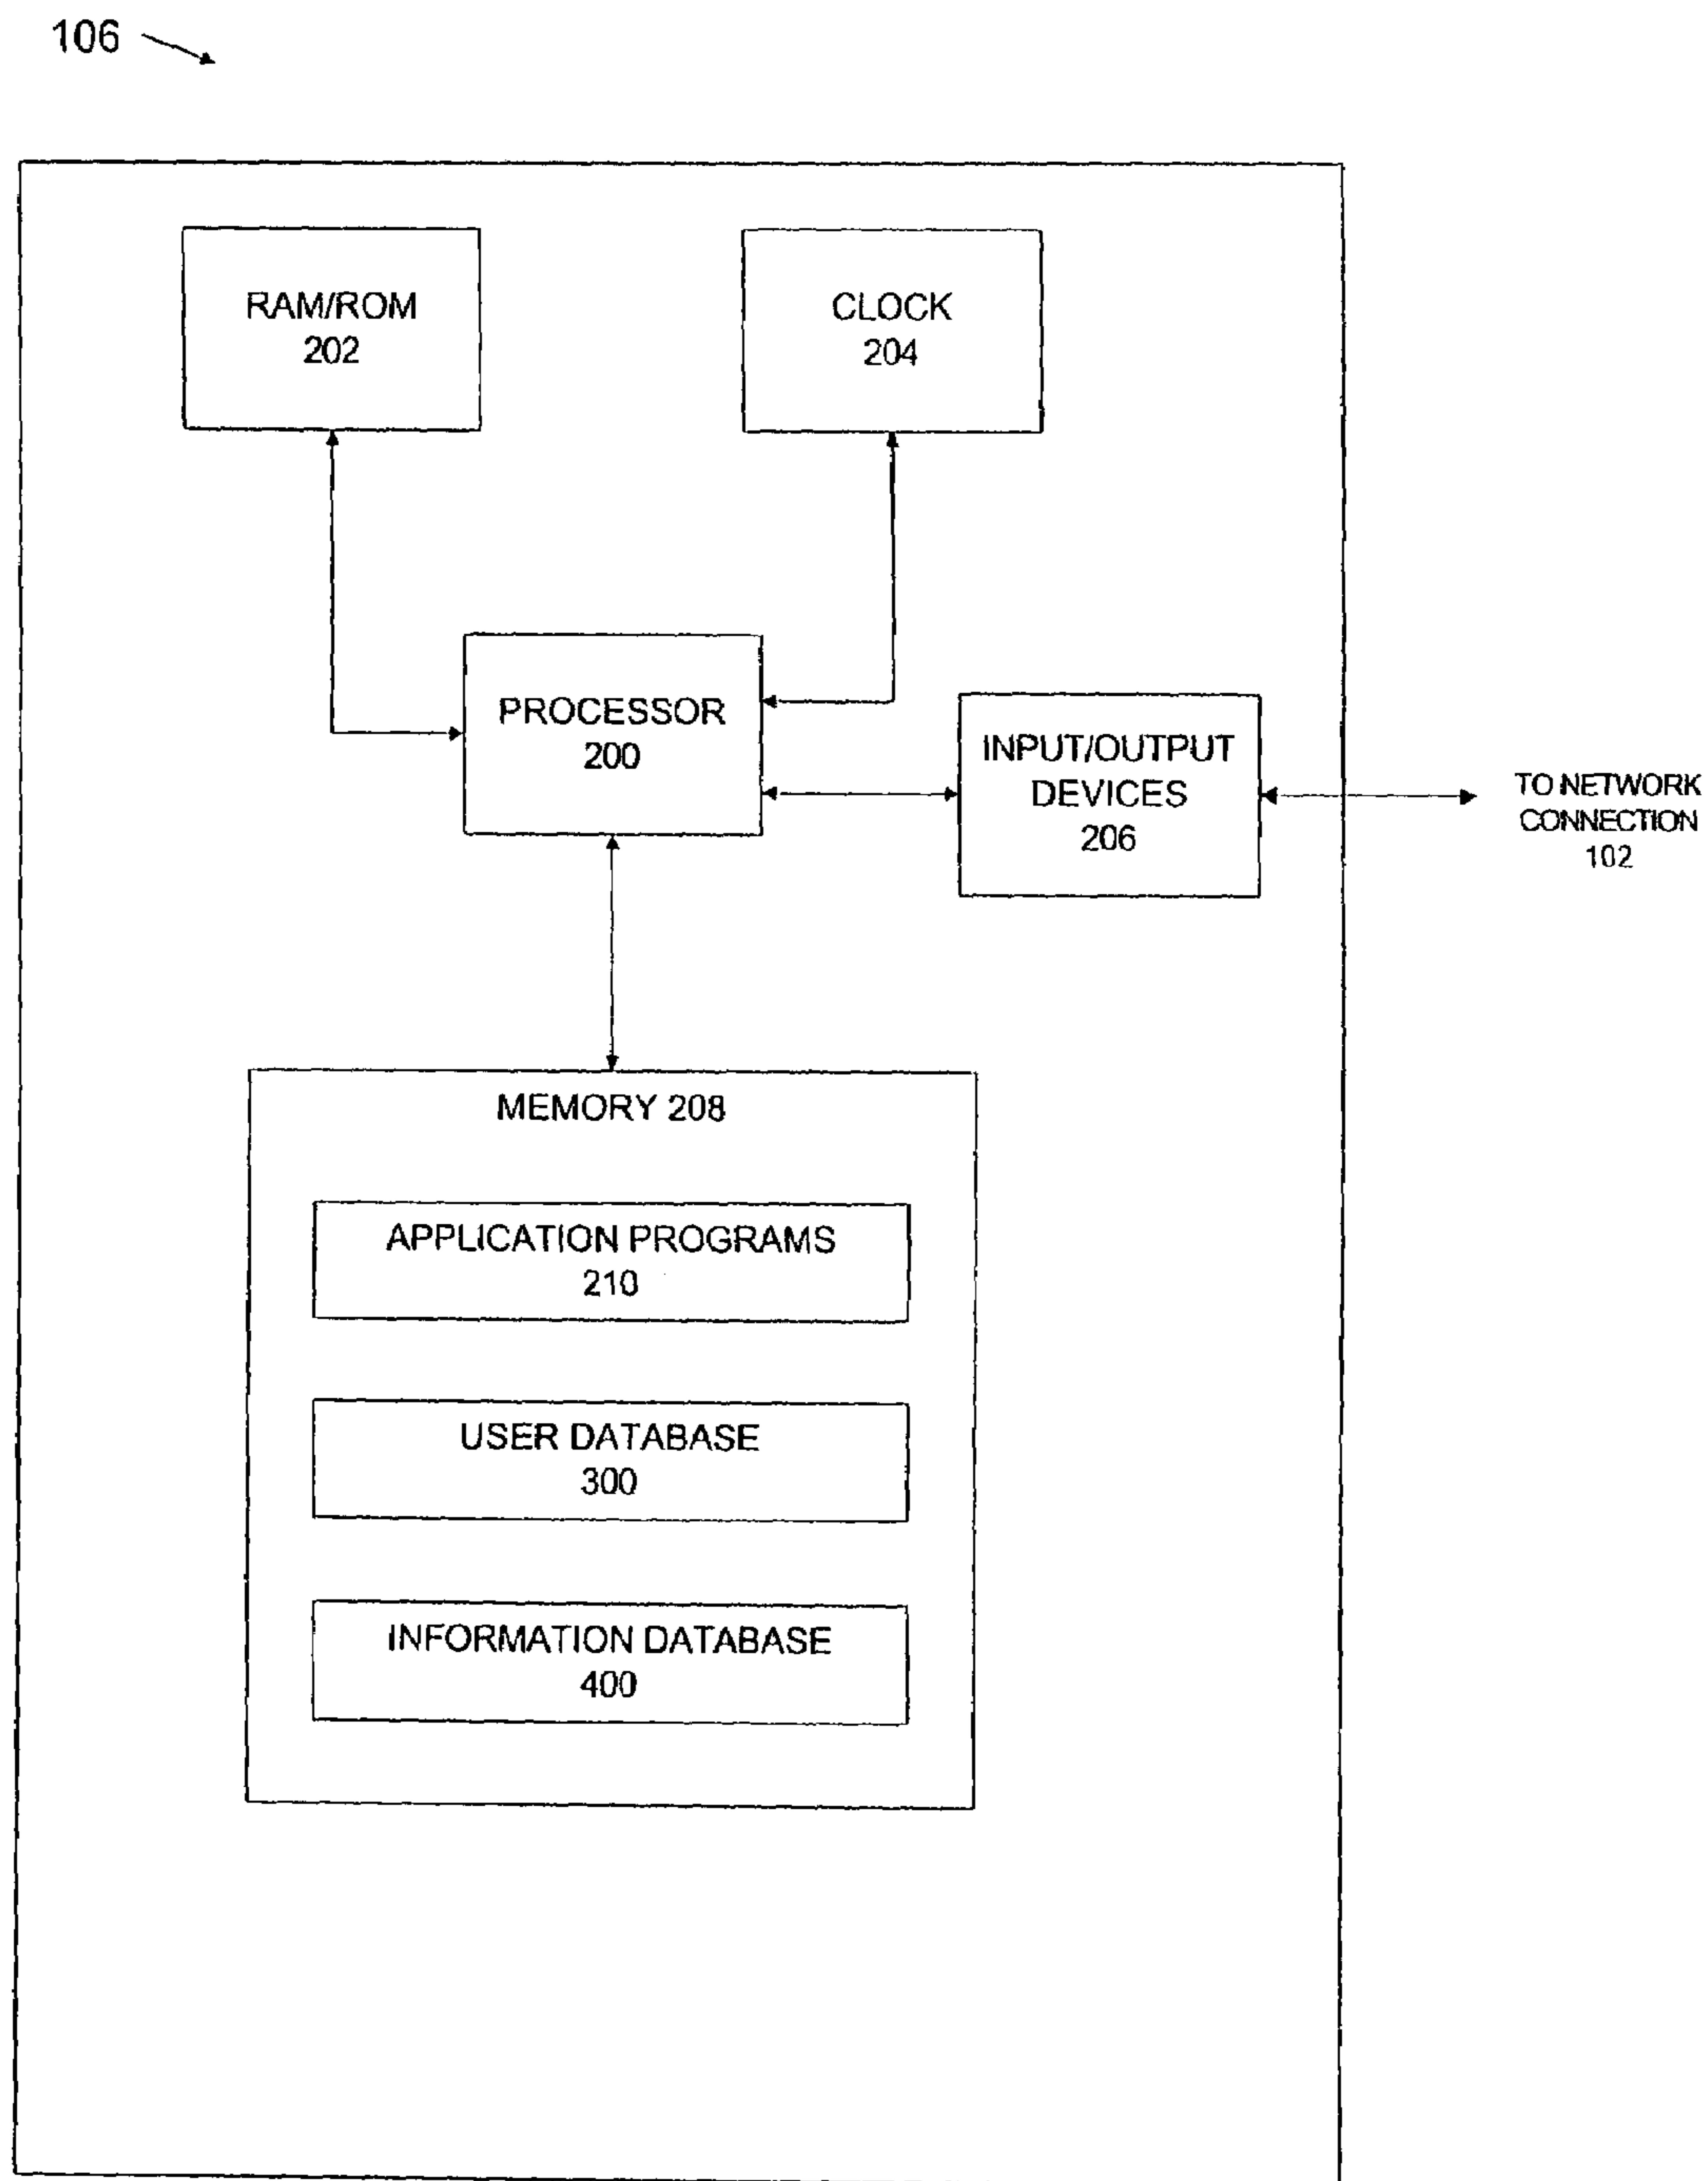 106
RAM/ROM
202
CLOCK
204
PROCESSOR
200
INPUT/OUTPUT
DEVICES
206
TO NETWORK
CONNECTION
102
MEMORY 208
APPLICATION PROGRAMS
210
USER DATABASE
300
INFORMATION DATABASE
400